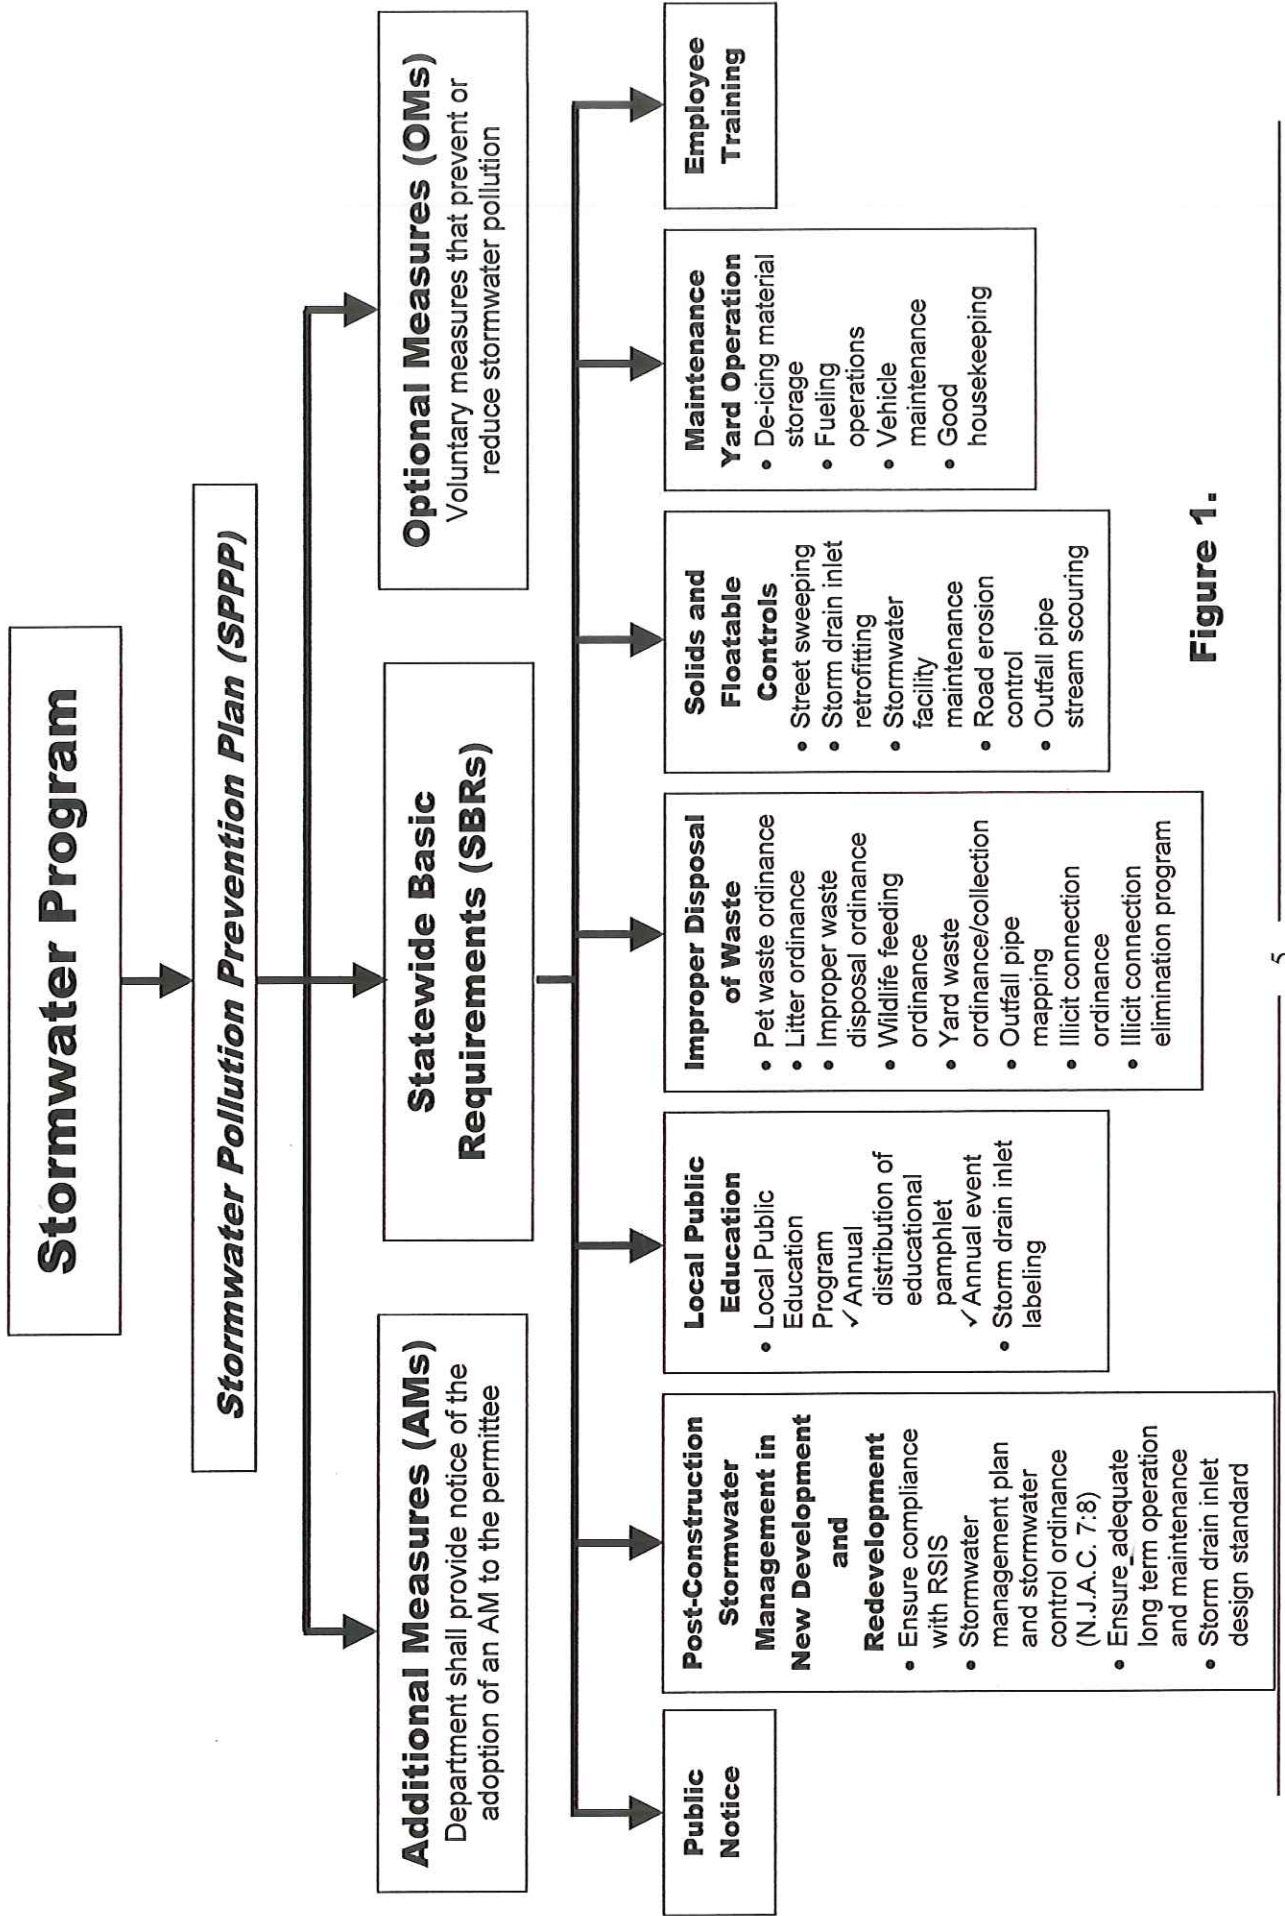 Stormwater Program
Stormwater Pollution Prevention Plan (SPPP)
Additional Measures (AMs)
Department shall provide notice of the
adoption of an AM to the permittee
Statewide Basic
Requirements (SBRs)
Optional Measures (OMs)
Voluntary measures that prevent or
reduce stormwater pollution
Public
Notice
Post-Construction
Stormwater
Management in
New Development
and
Redevelopment
• Ensure compliance
with RSIS
• Stormwater
management plan
and stormwater
control ordinance
(N.J.A.C. 7:8)
• Ensure adequate
long term operation
and maintenance
• Storm drain inlet
design standard
Local Public
Education
• Local Public
Education
Program
✓Annual
distribution of
educational
pamphlet
✓Annual event
• Storm drain inlet
labeling
Improper Disposal
of Waste
• Pet waste ordinance
• Litter ordinance
• Improper waste
disposal ordinance
• Wildlife feeding
ordinance
• Yard waste
ordinance/collection
• Outfall pipe
mapping
• Illicit connection
ordinance
• Illicit connection
elimination program
Solids and
Floatable
Controls
• Street sweeping
• Storm drain inlet
retrofitting
• Stormwater
facility
maintenance
• Road erosion
control
• Outfall pipe
stream scouring
Maintenance
Yard Operation
• De-icing material
storage
• Fueling
operations
• Vehicle
maintenance
• Good
housekeeping
Employee
Training
Figure 1.
5